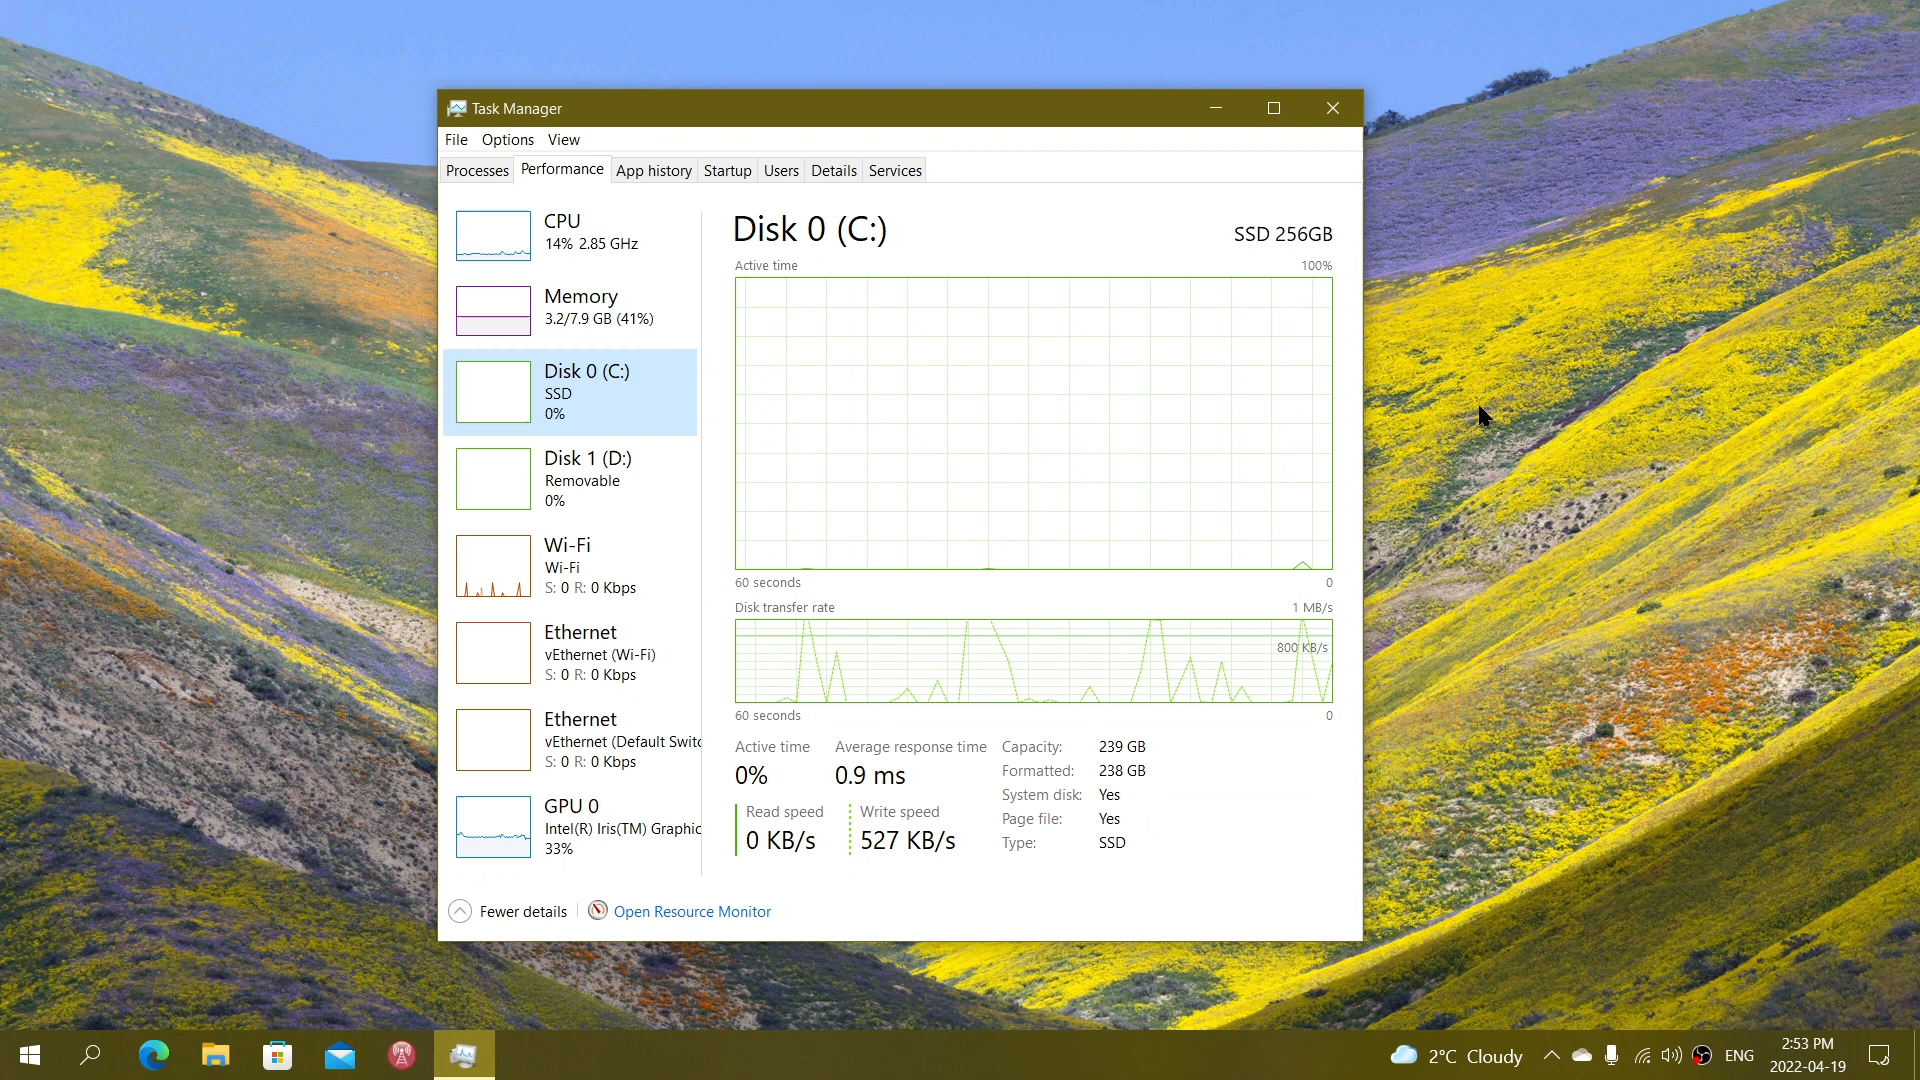 Task Manager
File Options View
Processes Performance App history Startup Users Details Services
CPU
14% 2.85 GHz
Memory
3.2/7.9 GB (41%)
Disk 0 (C:)
SSD
0%
Disk 1 (D:)
Removable
0%
Wi-Fi
Wi-Fi
S: 0 R: 0 Kbps
Ethernet
vEthernet (Wi-Fi)
S: 0 R: 0 Kbps
Ethernet
vEthernet (Default Switc
S: 0 R: 0 Kbps
GPU 0
Intel(R) Iris(TM) Graphic
33%
Disk 0 (C:)
SSD 256GB
Active time 100%
60 seconds 0
Disk transfer rate 1 MB/s
800 KB/s
60 seconds 0
Active time
0%
Average response time
0.9 ms
Read speed
0 KB/s
Write speed
527 KB/s
Capacity: 239 GB
Formatted: 238 GB
System disk: Yes
Page file: Yes
Type: SSD
Fewer details Open Resource Monitor
2°C Cloudy
ENG
2:53 PM
2022-04-19